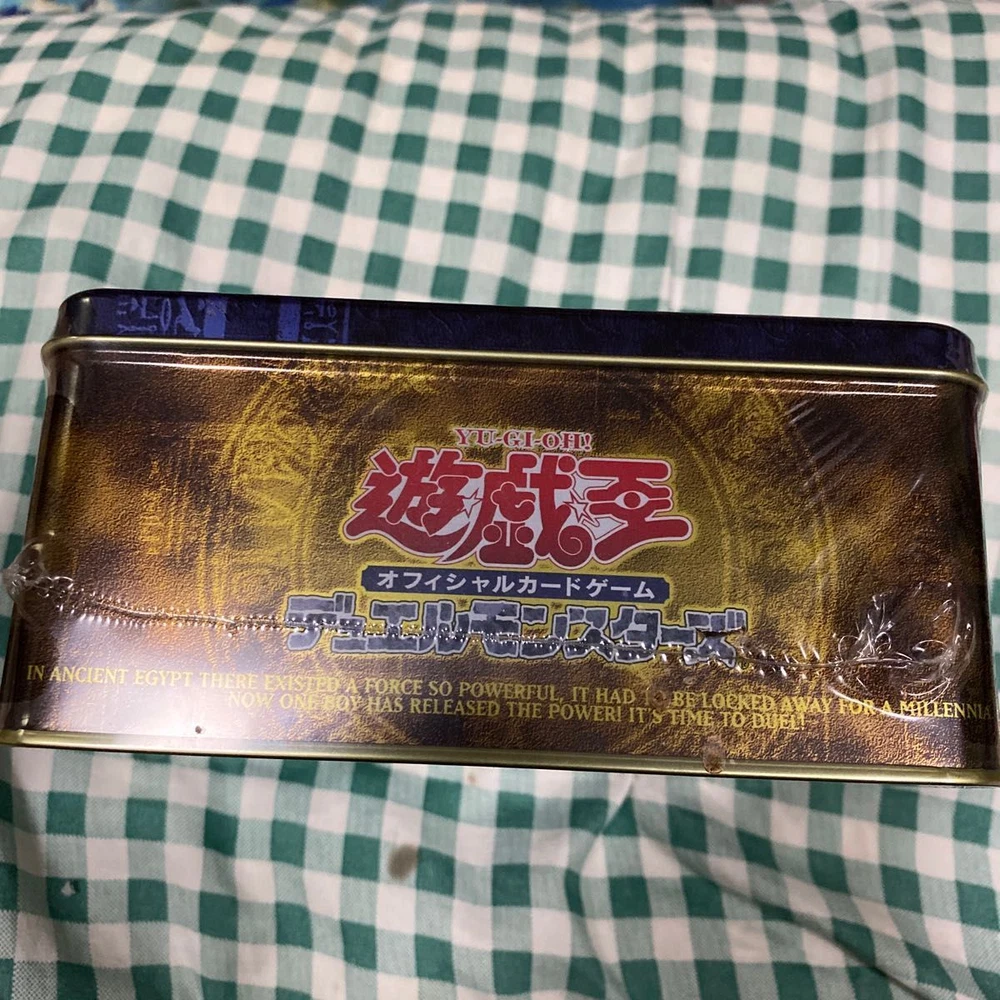 YU-GI-OH!
遊戯王
オフィシャルカードゲーム
デュエルモンスターズ
IN ANCIENT EGYPT THERE EXISTED A FORCE SO POWERFUL, IT HAD TO BE LOCKED AWAY FOR A MILLENNIA
NOW ONE BOY HAS RELEASED THE POWER! IT'S TIME TO DUEL!